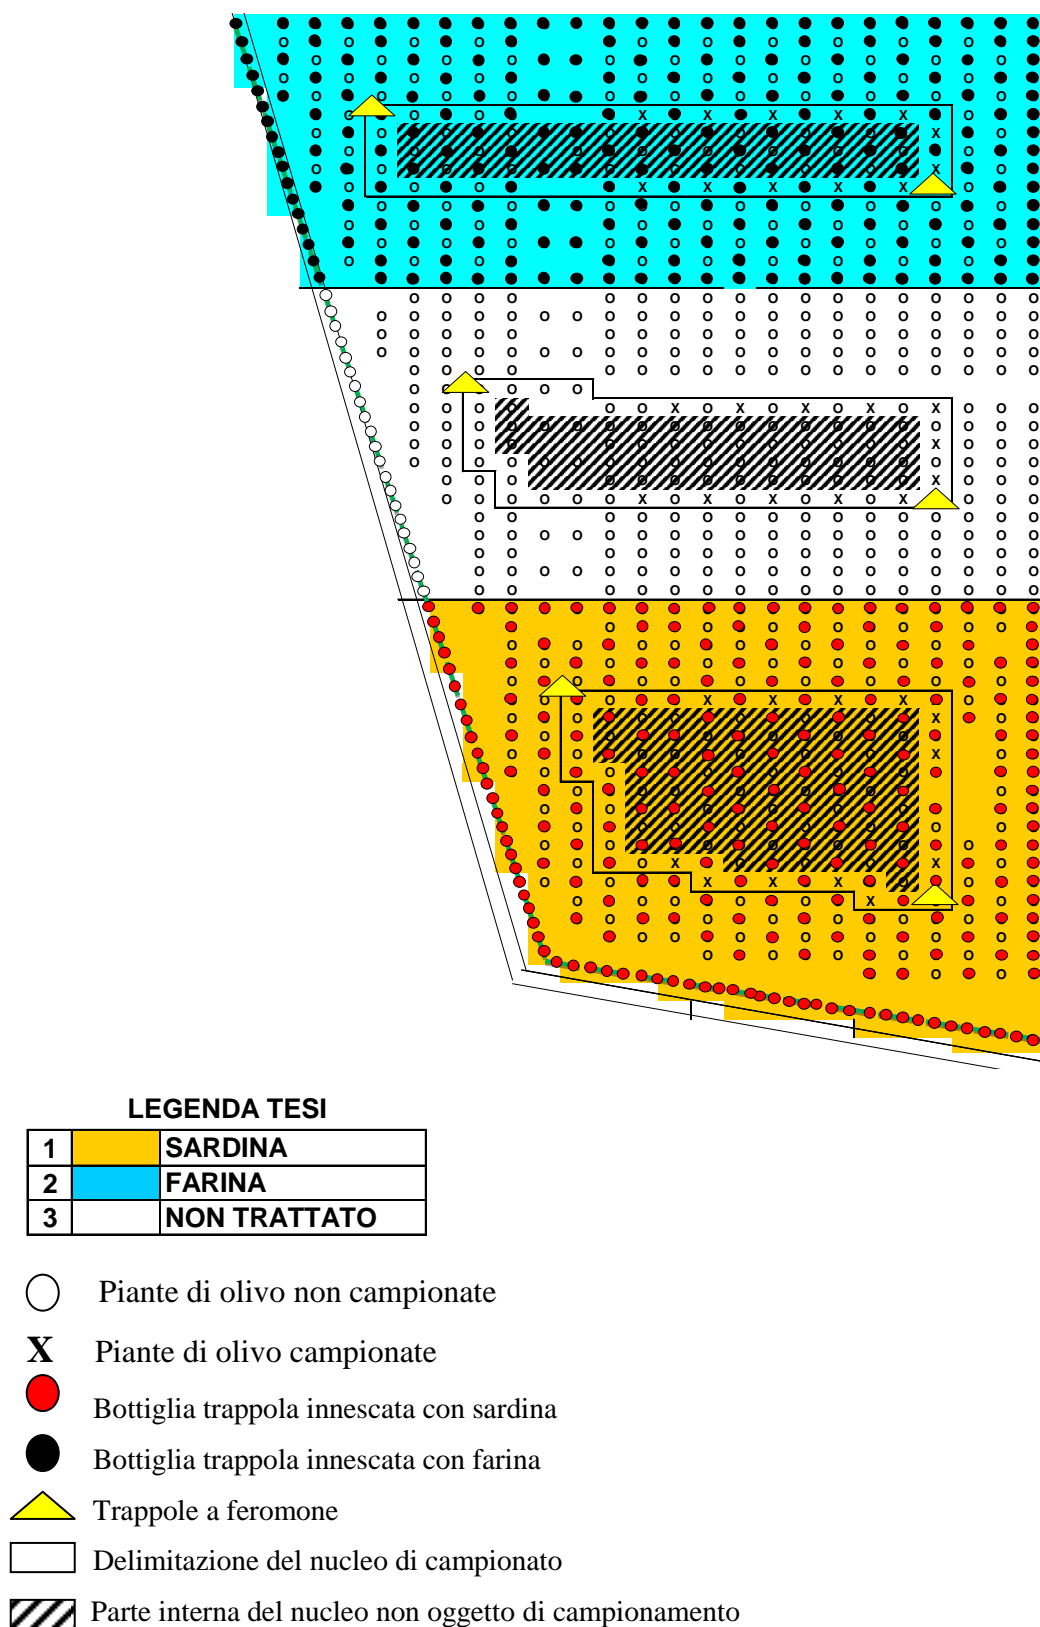 LEGENDA TESI
1 SARDINA
2 FARINA
3 NON TRATTATO
Piante di olivo non campionate
X Piante di olivo campionate
Bottiglia trappola innescata con sardina
Bottiglia trappola innescata con farina
Trappole a feromone
Delimitazione del nucleo di campionato
Parte interna del nucleo non oggetto di campionamento